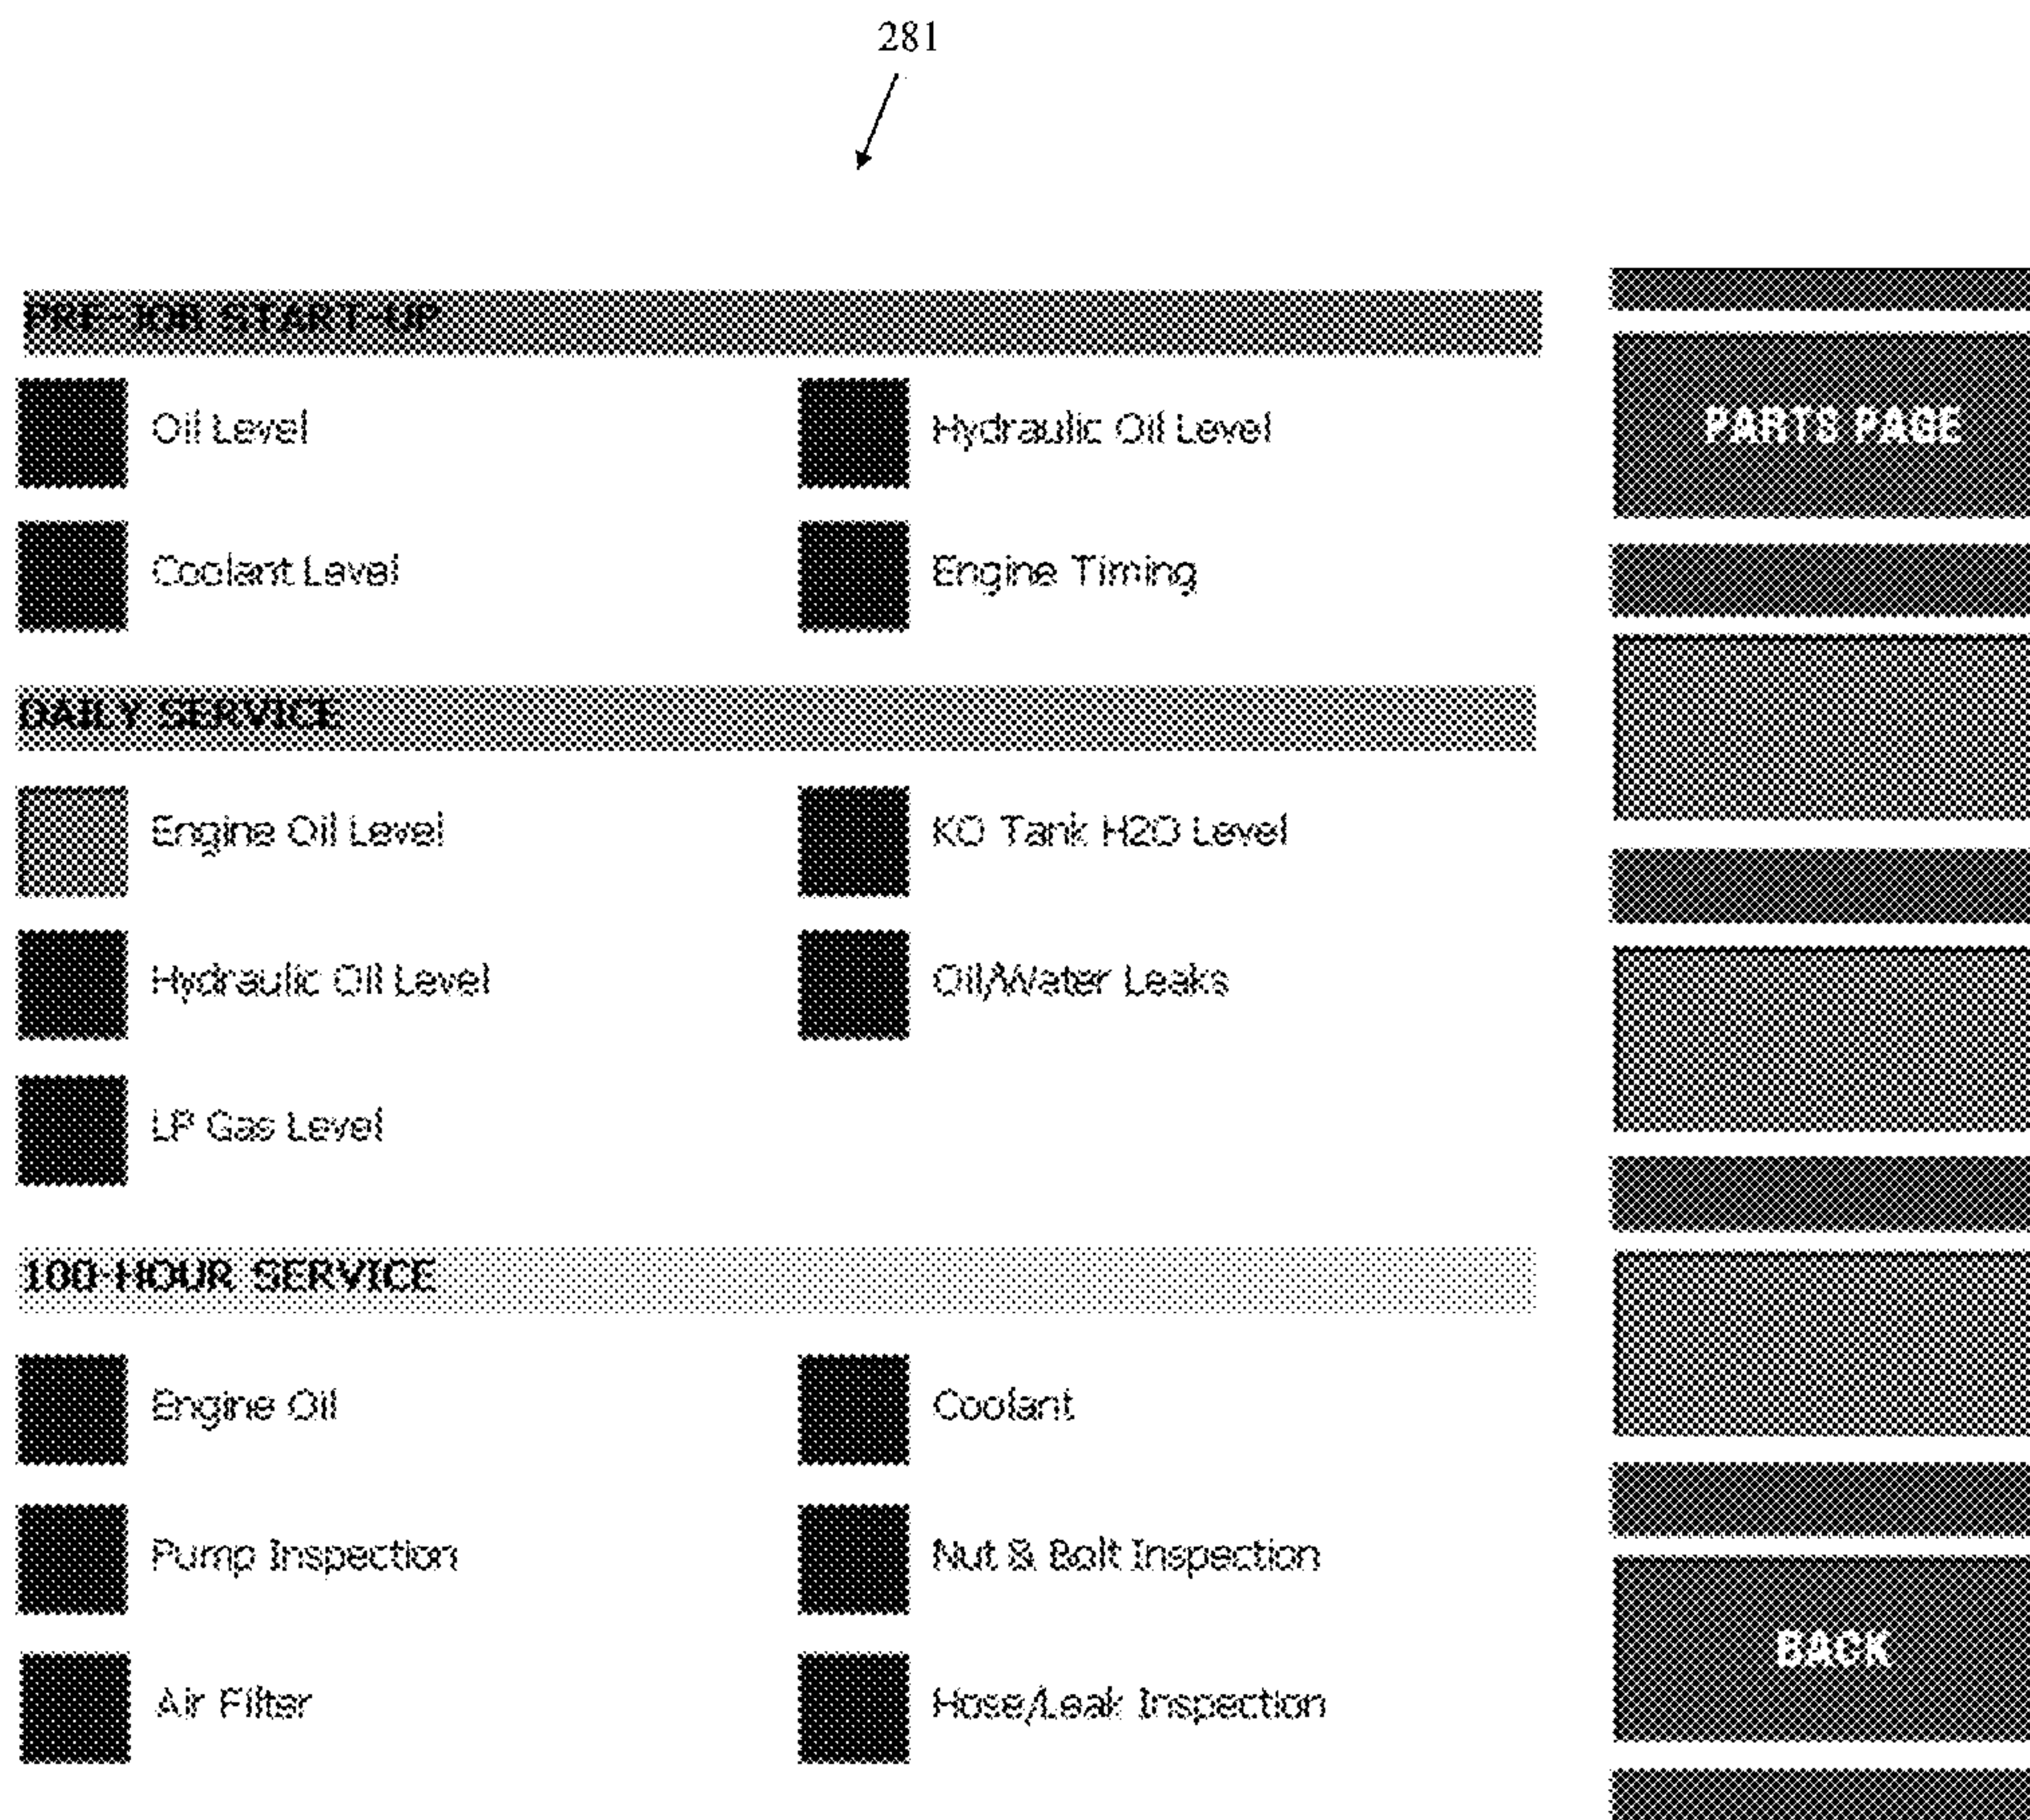 281
PRE-JOB START-UP
Oil Level
Hydraulic Oil Level
Coolant Level
Engine Timing
DAILY SERVICE
Engine Oil Level
KO Tank H2O Level
Hydraulic Oil Level
Oil/Water Leaks
LP Gas Level
100-HOUR SERVICE
Engine Oil
Coolant
Pump Inspection
Nut & Bolt Inspection
Air Filter
Hose/Leak Inspection
PARTS PAGE
BACK